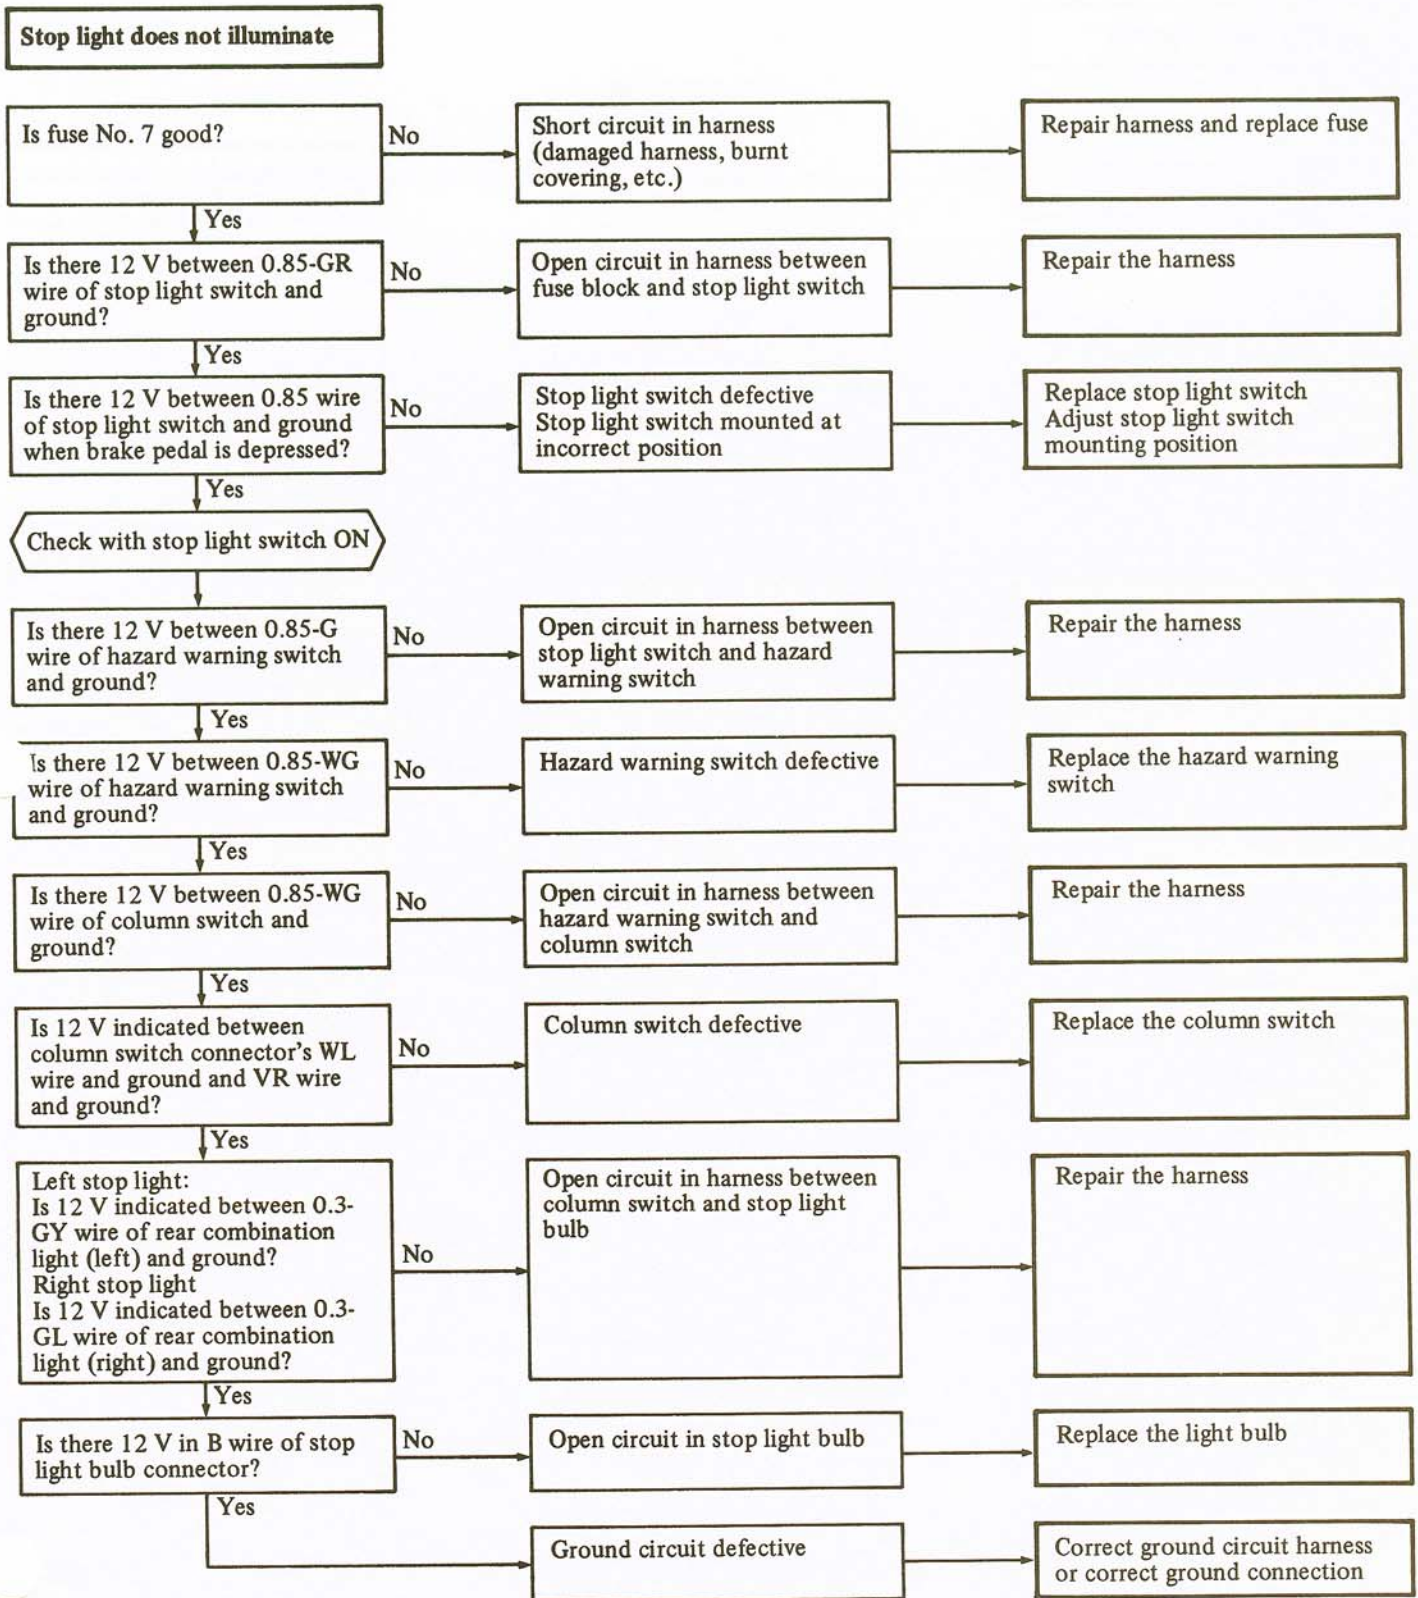 Stop light does not illuminate
Is fuse No. 7 good?
No
Short circuit in harness
(damaged harness, burnt
covering, etc.)
Repair harness and replace fuse
Yes
Is there 12 V between 0.85-GR
wire of stop light switch and
ground?
No
Open circuit in harness between
fuse block and stop light switch
Repair the harness
Yes
Is there 12 V between 0.85 wire
of stop light switch and ground
when brake pedal is depressed?
No
Stop light switch defective
Stop light switch mounted at
incorrect position
Replace stop light switch
Adjust stop light switch
mounting position
Yes
Check with stop light switch ON
Is there 12 V between 0.85-G
wire of hazard warning switch
and ground?
No
Open circuit in harness between
stop light switch and hazard
warning switch
Repair the harness
Yes
Is there 12 V between 0.85-WG
wire of hazard warning switch
and ground?
No
Hazard warning switch defective
Replace the hazard warning
switch
Yes
Is there 12 V between 0.85-WG
wire of column switch and
ground?
No
Open circuit in harness between
hazard warning switch and
column switch
Repair the harness
Yes
Is 12 V indicated between
column switch connector's WL
wire and ground and VR wire
and ground?
No
Column switch defective
Replace the column switch
Yes
Left stop light:
Is 12 V indicated between 0.3-
GY wire of rear combination
light (left) and ground?
Right stop light
Is 12 V indicated between 0.3-
GL wire of rear combination
light (right) and ground?
No
Open circuit in harness between
column switch and stop light
bulb
Repair the harness
Yes
Is there 12 V in B wire of stop
light bulb connector?
No
Open circuit in stop light bulb
Replace the light bulb
Yes
Ground circuit defective
Correct ground circuit harness
or correct ground connection